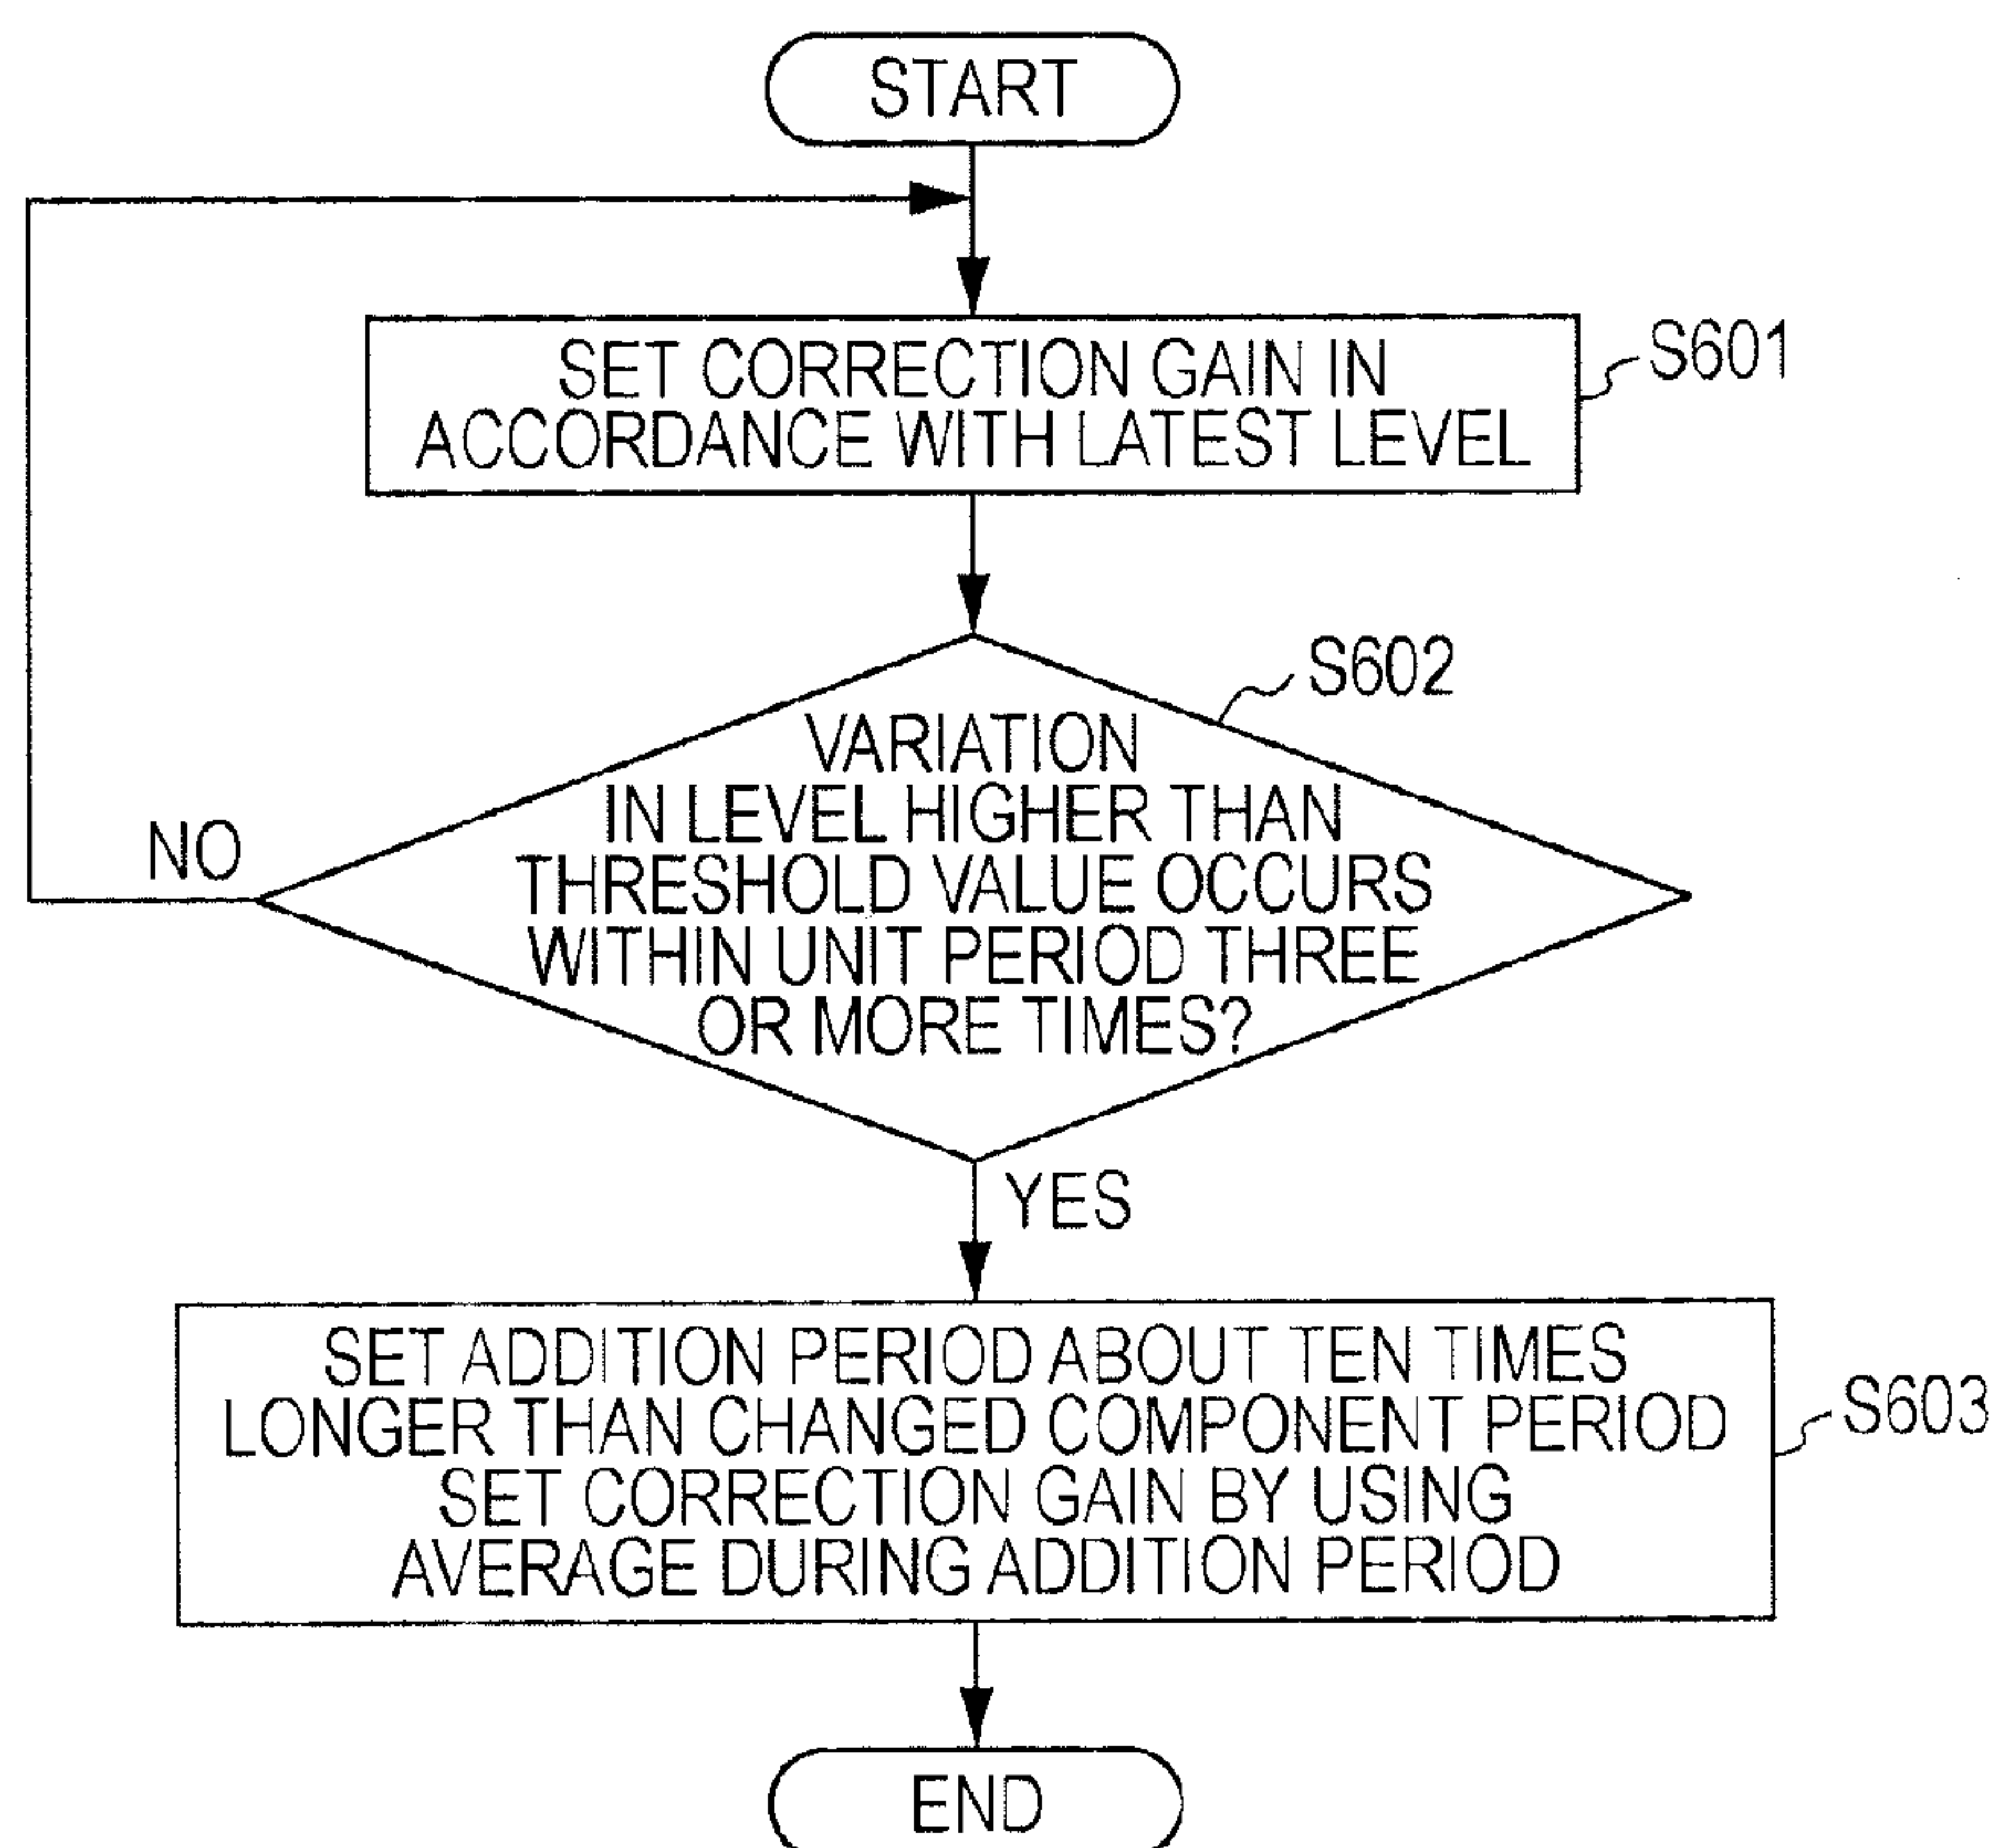 START
SET CORRECTION GAIN IN
ACCORDANCE WITH LATEST LEVEL
S601
S602
VARIATION
IN LEVEL HIGHER THAN
THRESHOLD VALUE OCCURS
WITHIN UNIT PERIOD THREE
OR MORE TIMES?
NO
YES
SET ADDITION PERIOD ABOUT TEN TIMES
LONGER THAN CHANGED COMPONENT PERIOD
SET CORRECTION GAIN BY USING
AVERAGE DURING ADDITION PERIOD
S603
END